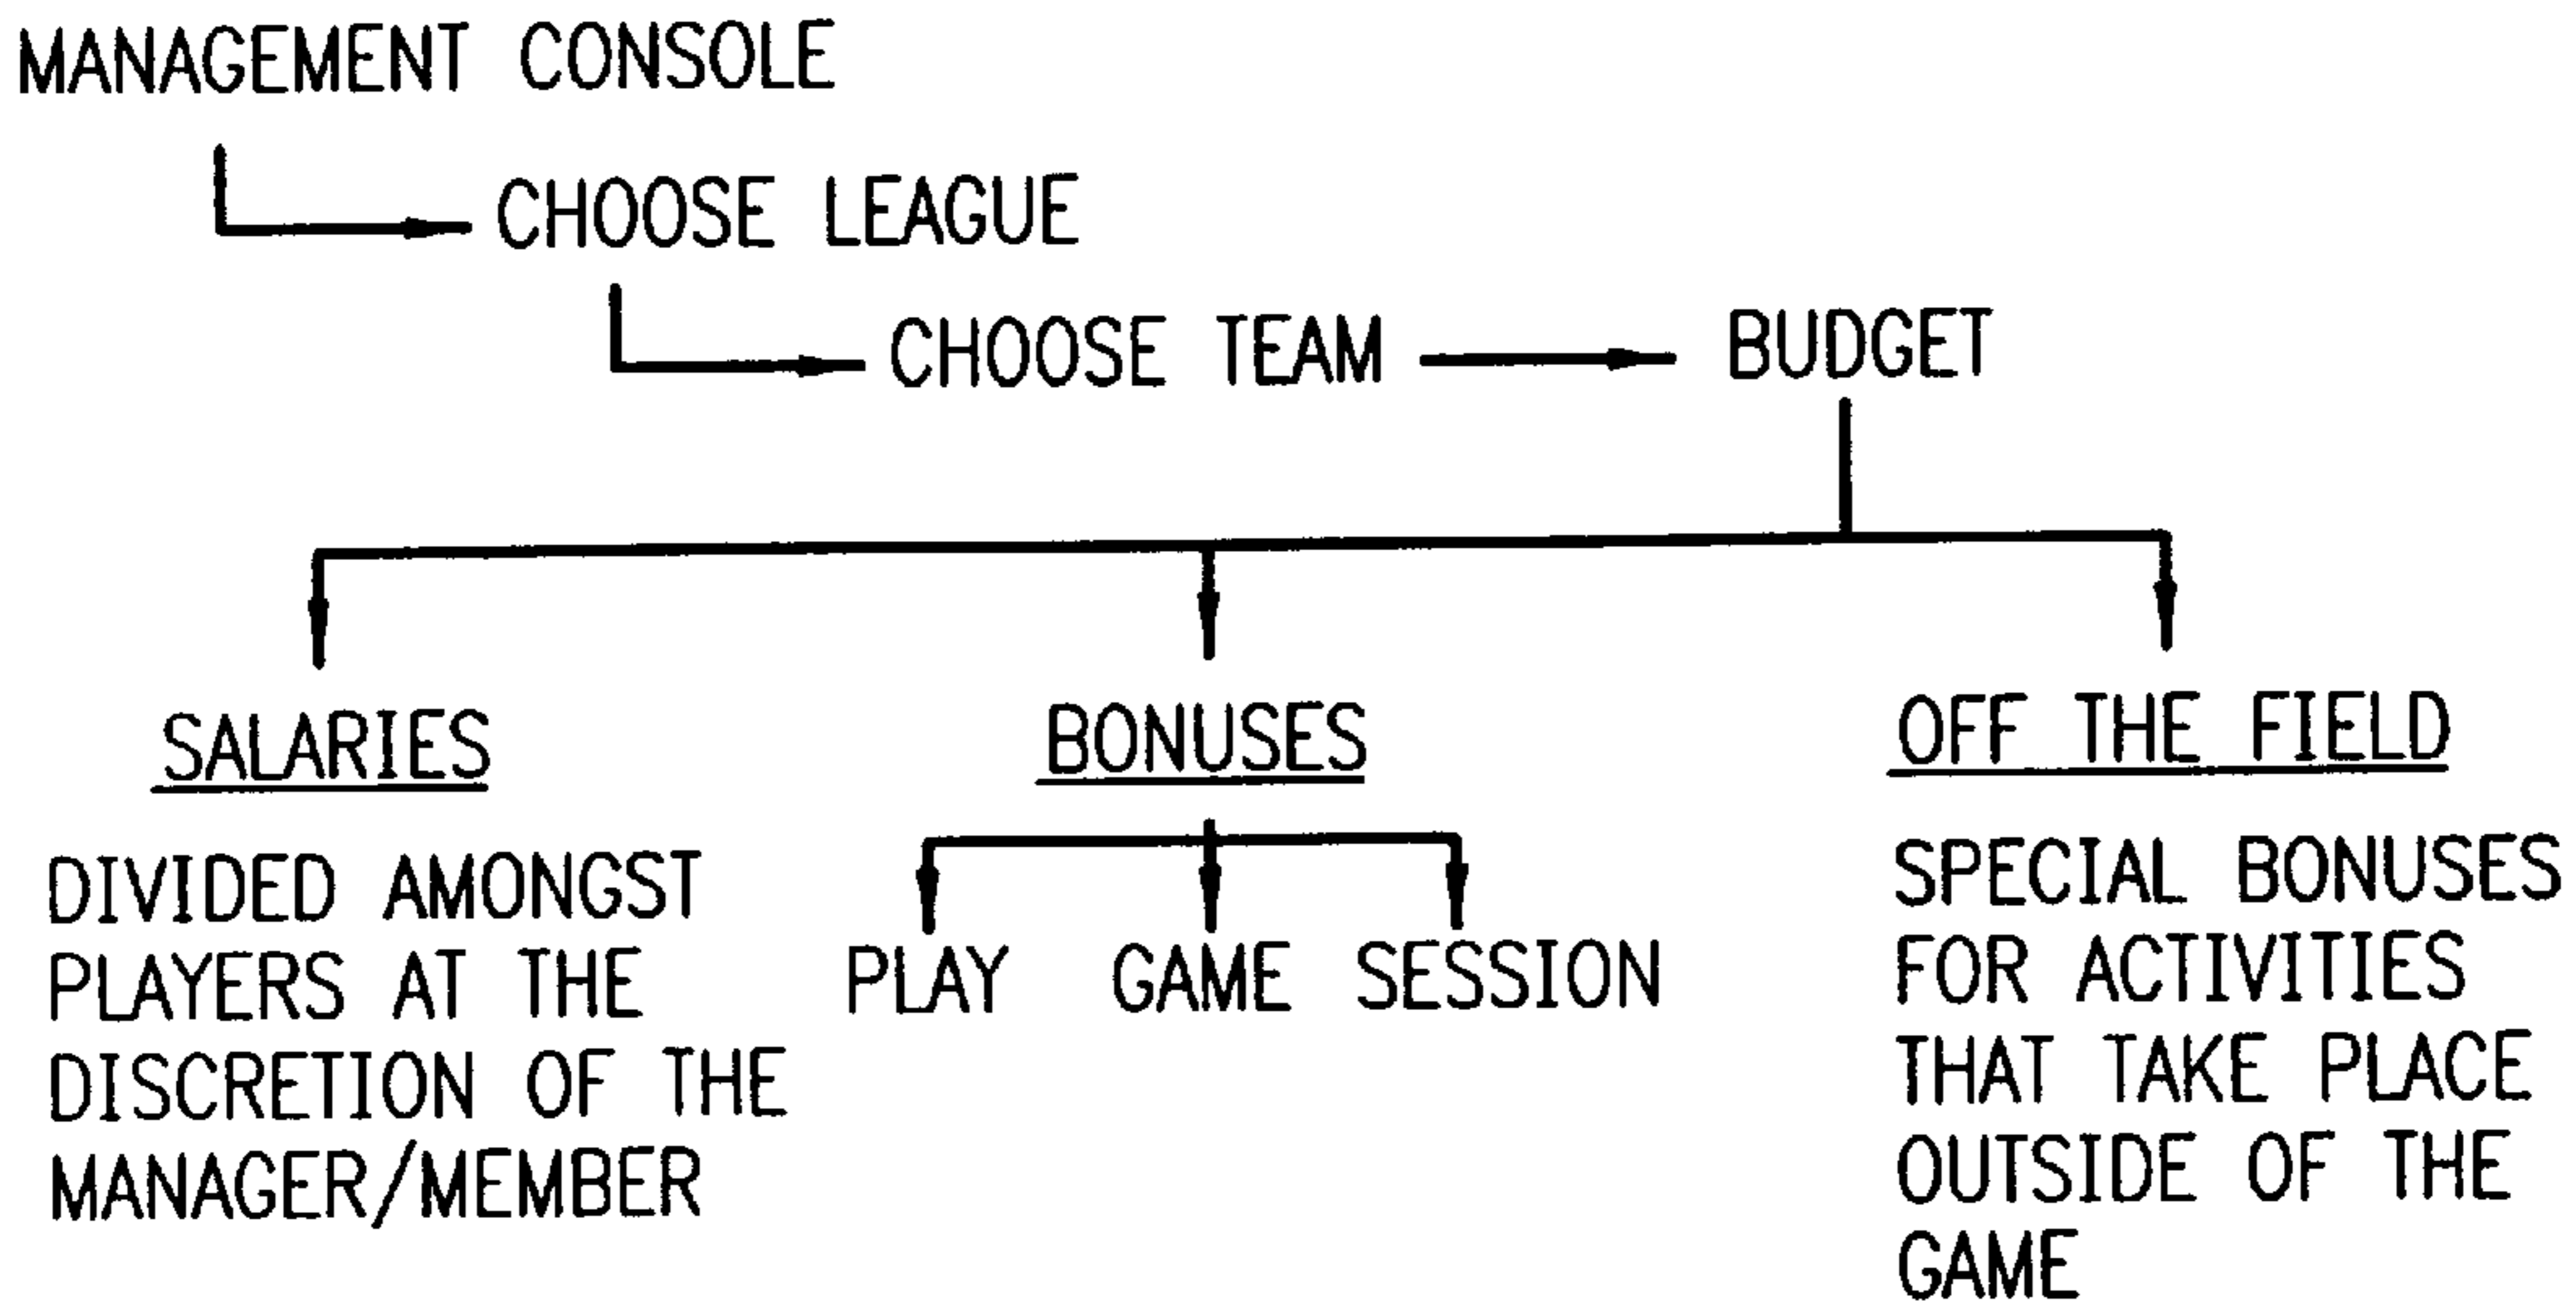 MANAGEMENT CONSOLE
CHOOSE LEAGUE
CHOOSE TEAM
BUDGET
SALARIES
DIVIDED AMONGST
PLAYERS AT THE
DISCRETION OF THE
MANAGER/MEMBER
BONUSES
PLAY GAME SESSION
OFF THE FIELD
SPECIAL BONUSES
FOR ACTIVITIES
THAT TAKE PLACE
OUTSIDE OF THE
GAME